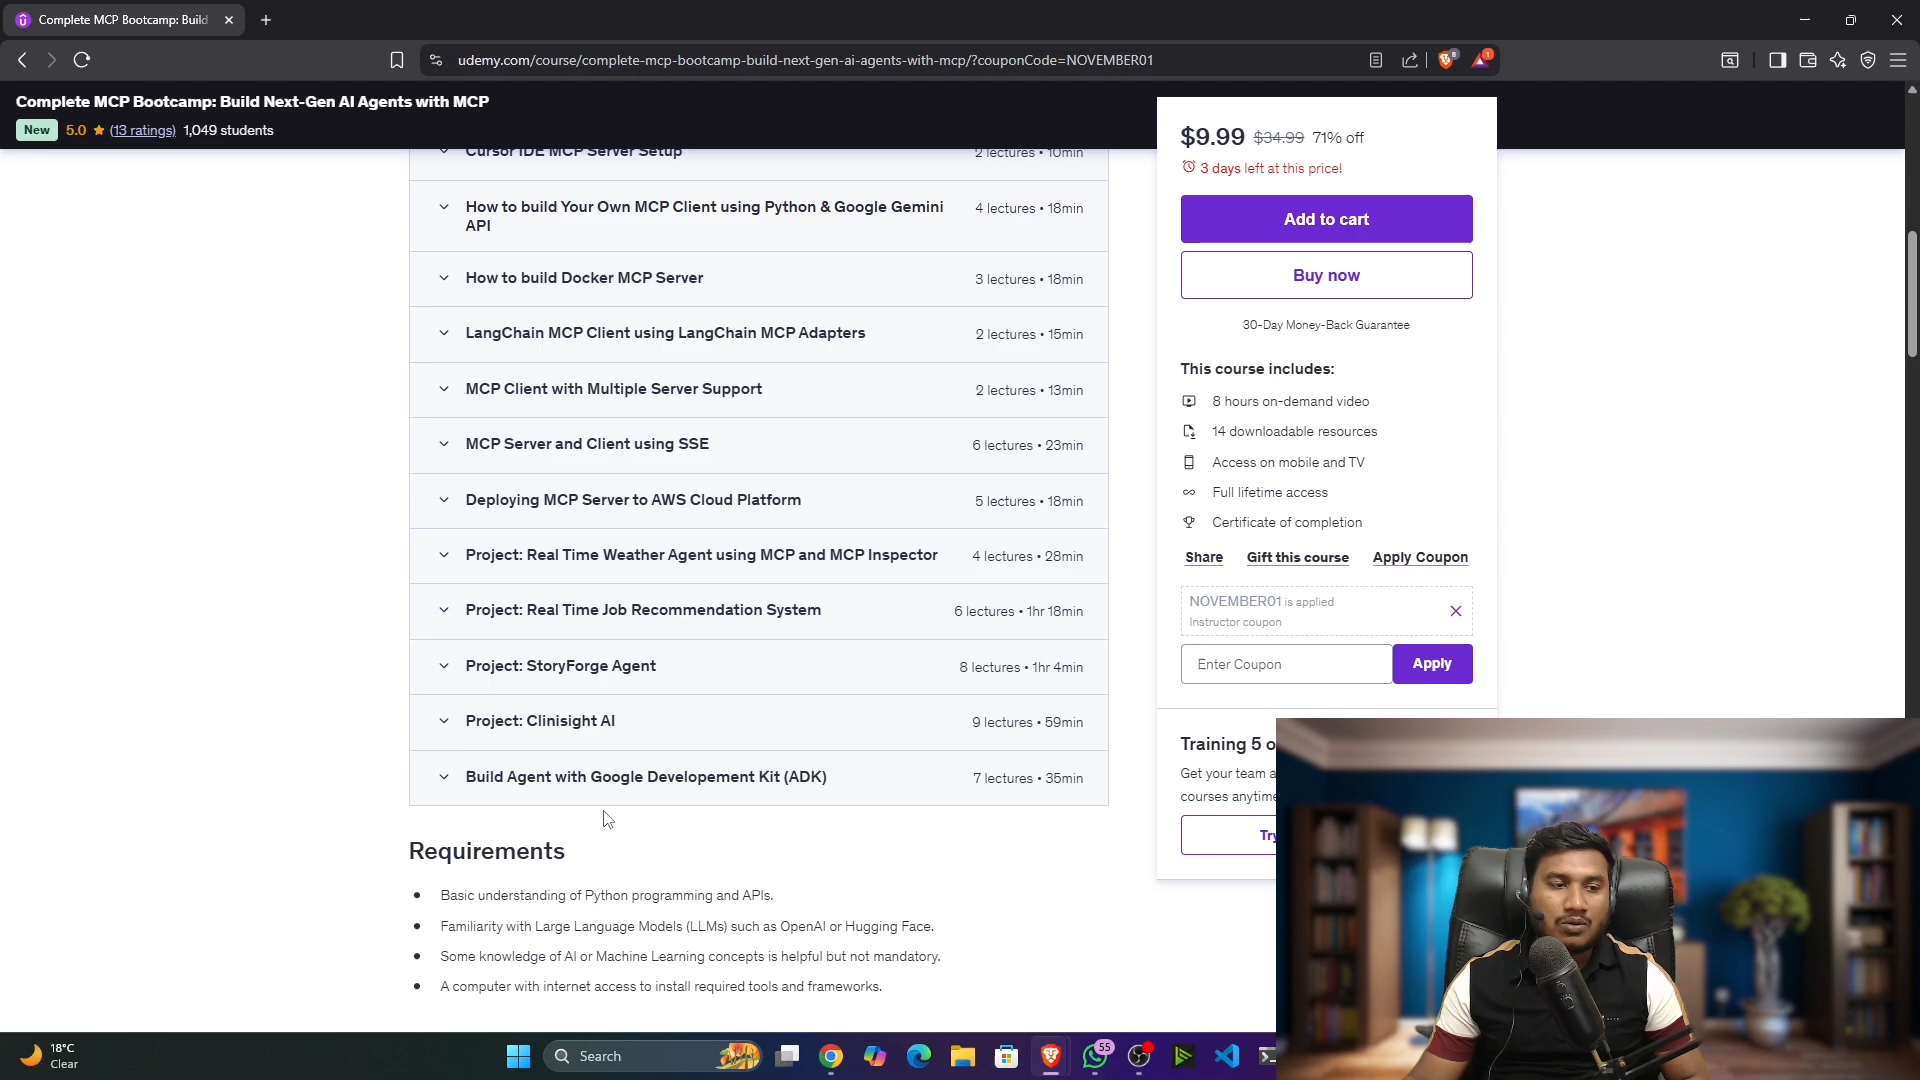 Complete MCP Bootcamp: Build
udemy.com/course/complete-mcp-bootcamp-build-next-gen-ai-agents-with-mcp/?couponCode=NOVEMBER01
8
1
Complete MCP Bootcamp: Build Next-Gen AI Agents with MCP
New 5.0 (13 ratings) 1,049 students
Cursor IDE MCP Server Setup 2 lectures • 10min
How to build Your Own MCP Client using Python & Google Gemini
API
4 lectures • 18min
How to build Docker MCP Server 3 lectures • 18min
LangChain MCP Client using LangChain MCP Adapters 2 lectures • 15min
MCP Client with Multiple Server Support 2 lectures • 13min
MCP Server and Client using SSE 6 lectures • 23min
Deploying MCP Server to AWS Cloud Platform 5 lectures • 18min
Project: Real Time Weather Agent using MCP and MCP Inspector 4 lectures • 28min
Project: Real Time Job Recommendation System 6 lectures • 1hr 18min
Project: StoryForge Agent 8 lectures • 1hr 4min
Project: Clinisight AI 9 lectures • 59min
Build Agent with Google Developement Kit (ADK) 7 lectures • 35min
Requirements
Basic understanding of Python programming and APIs.
Familiarity with Large Language Models (LLMs) such as OpenAI or Hugging Face.
Some knowledge of AI or Machine Learning concepts is helpful but not mandatory.
A computer with internet access to install required tools and frameworks.
$9.99 $34.99 71% off
3 days left at this price!
Add to cart
Buy now
30-Day Money-Back Guarantee
This course includes:
8 hours on-demand video
14 downloadable resources
Access on mobile and TV
Full lifetime access
Certificate of completion
Share Gift this course Apply Coupon
NOVEMBER01 is applied
Instructor coupon
Enter Coupon Apply
Training 5 o
Get your team a
courses anytime
Try
18°C
Clear
Search
55